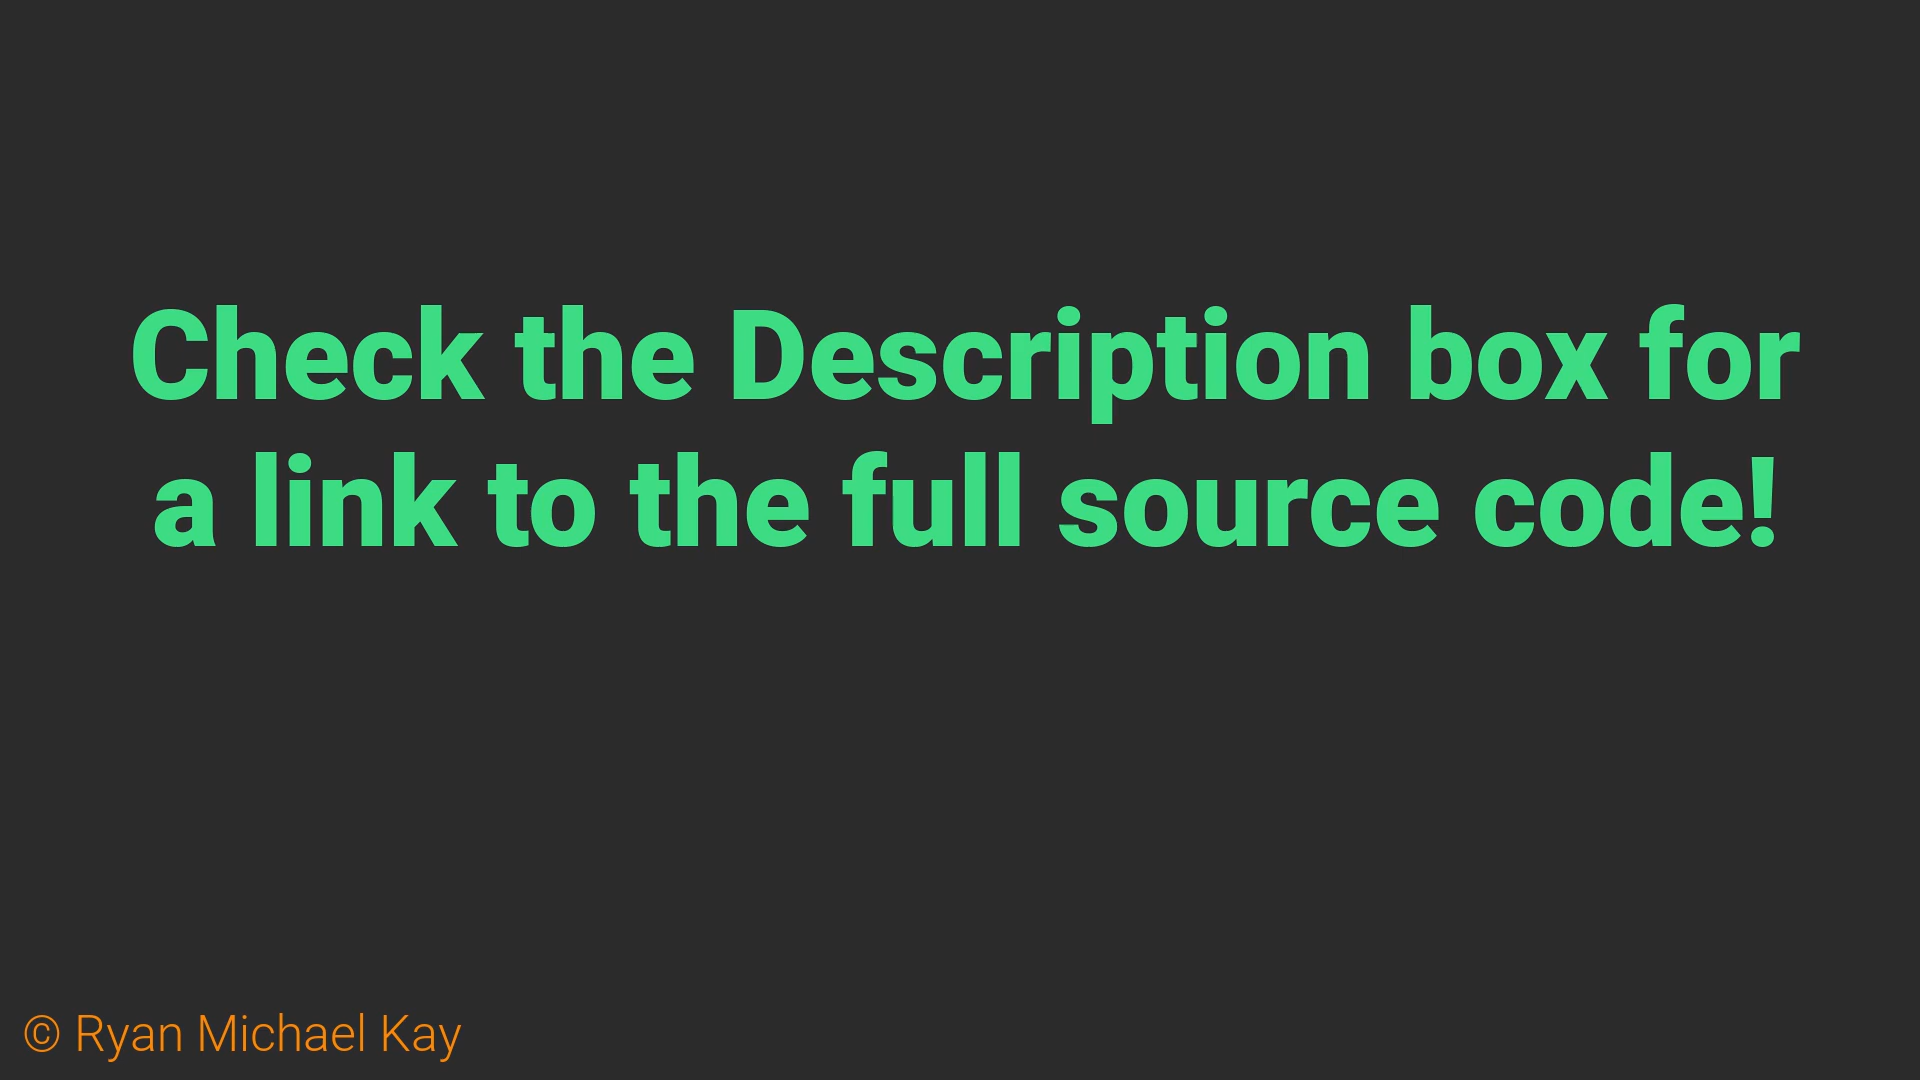 Check the Description box for
a link to the full source code!
© Ryan Michael Kay